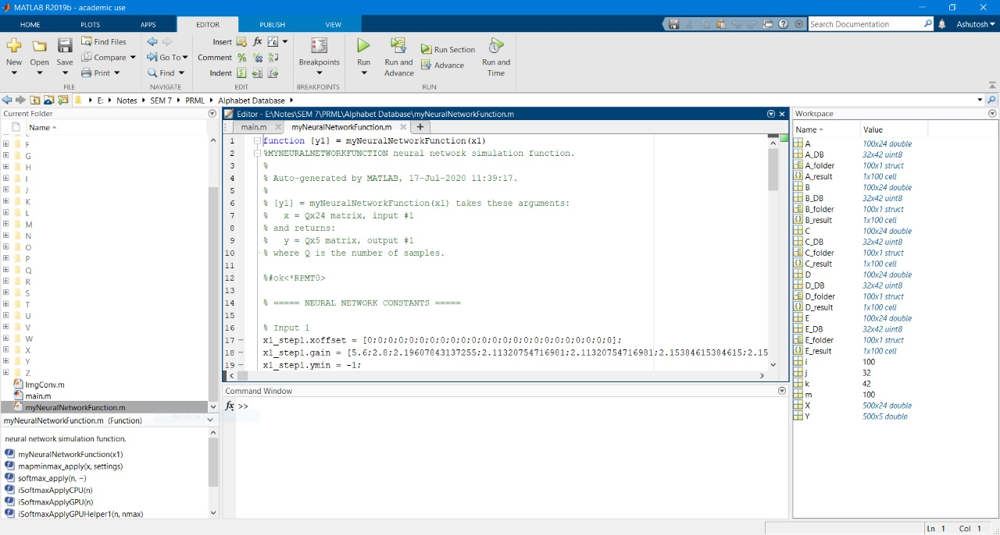 MATLAB R2019b - academic use
HOME PLOTS APPS EDITOR PUBLISH VIEW
Search Documentation
Ashutosh
New
Open
Save
Find Files
Compare
Print
FILE
Go To
Find
NAVIGATE
Insert
Comment
Indent
EDIT
Breakpoints
BREAKPOINTS
Run
Run and Advance
Run Section
Advance
Run and Time
RUN
E: Notes SEM 7 PRML Alphabet Database
Current Folder
Name
F
G
H
I
J
K
L
M
N
O
P
Q
R
S
T
U
V
W
X
Y
Z
ImgConv.m
main.m
myNeuralNetworkFunction.m
myNeuralNetworkFunction.m (Function)
neural network simulation function.
myNeuralNetworkFunction(x1)
mapminmax_apply(x, settings)
softmax_apply(n, ~)
iSoftmaxApplyCPU(n)
iSoftmaxApplyGPU(n)
iSoftmaxApplyGPUHelper1(n, nmax)
Editor - E:\Notes\SEM 7\PRML\Alphabet Database\myNeuralNetworkFunction.m
main.m myNeuralNetworkFunction.m +
1 function [y1] = myNeuralNetworkFunction(x1)
2 %MYNEURALNETWORKFUNCTION neural network simulation function.
3 %
4 % Auto-generated by MATLAB, 17-Jul-2020 11:39:17.
5 %
6 % [y1] = myNeuralNetworkFunction(x1) takes these arguments:
7 %   x = Qx24 matrix, input #1
8 % and returns:
9 %   y = Qx5 matrix, output #1
10 % where Q is the number of samples.
11
12 %#ok<*RPMT0>
13
14 % ===== NEURAL NETWORK CONSTANTS =====
15
16 % Input 1
17 x1_step1.xoffset = [0;0;0;0;0;0;0;0;0;0;0;0;0;0;0;0;0;0;0;0;0;0;0;0];
18 x1_step1.gain = [5.6;2.8;2.19607843137255;2.11320754716981;2.11320754716981;2.15384615384615;2.15
19 x1_step1.ymin = -1;
Command Window
fx >>
Workspace
Name Value
A 100x24 double
A_DB 32x42 uint8
A_folder 100x1 struct
A_result 1x100 cell
B 100x24 double
B_DB 32x42 uint8
B_folder 100x1 struct
B_result 1x100 cell
C 100x24 double
C_DB 32x42 uint8
C_folder 100x1 struct
C_result 1x100 cell
D 100x24 double
D_DB 32x42 uint8
D_folder 100x1 struct
D_result 1x100 cell
E 100x24 double
E_DB 32x42 uint8
E_folder 100x1 struct
E_result 1x100 cell
i 100
j 32
k 42
m 100
X 500x24 double
Y 500x5 double
Ln 1 Col 1